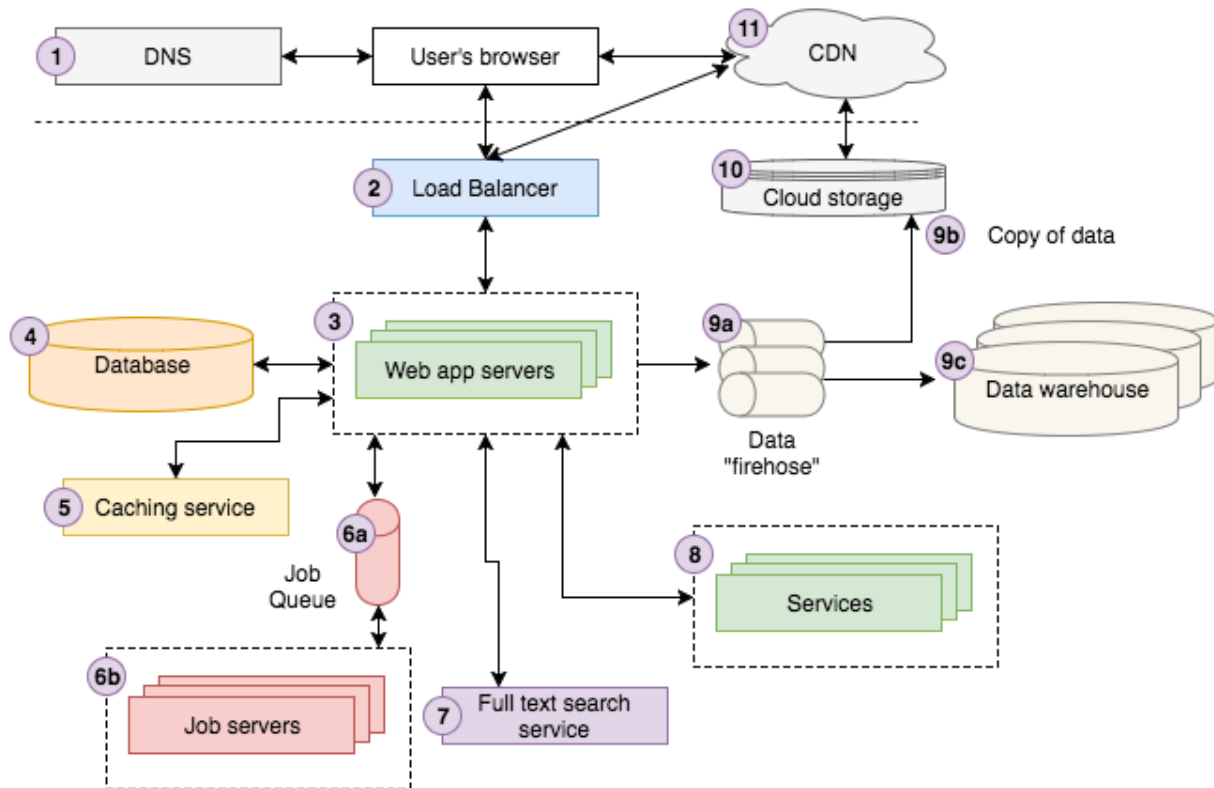 1
DNS
User's browser
11
CDN
2
Load Balancer
10
Cloud storage
9b
Copy of data
3
Web app servers
4
Database
9a
Data
"firehose"
9c
Data warehouse
5
Caching service
6a
Job
Queue
8
Services
6b
Job servers
7
Full text search
service